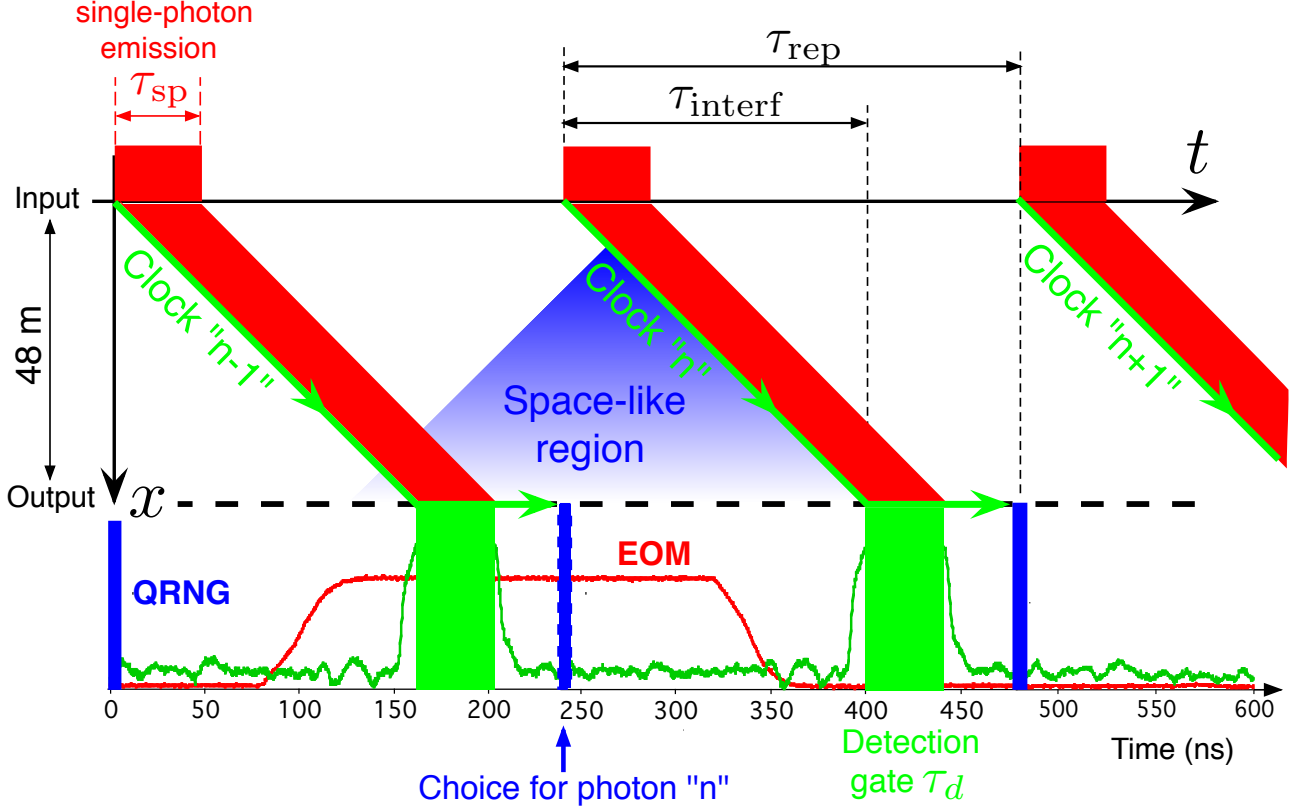 single-photon
emission
τsp
τrep
τinterf
t
Input
48 m
Clock "n-1"
Clock "n"
Clock "n+1"
Space-like
region
Output
x
QRNG
EOM
0 50 100 150 200 250 300 350 400 450 500 550 600
Time (ns)
Choice for photon "n"
Detection
gate τd